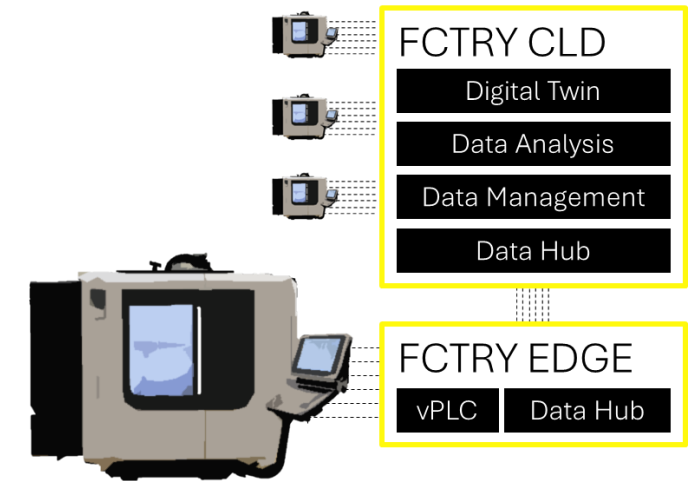 FCTRY CLD
Digital Twin
Data Analysis
Data Management
Data Hub
FCTRY EDGE
vPLC
Data Hub